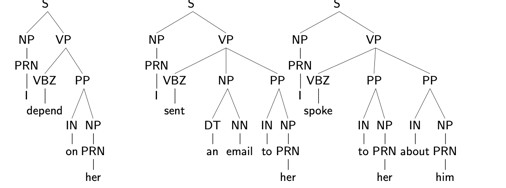 S S S
NP VP NP VP NP VP
PRN PRN PRN
VBZ PP VBZ NP PP VBZ PP PP
I I I
depend sent spoke
IN NP DT NN IN NP IN NP IN NP
on PRN an email to PRN to PRN about PRN
her her her him